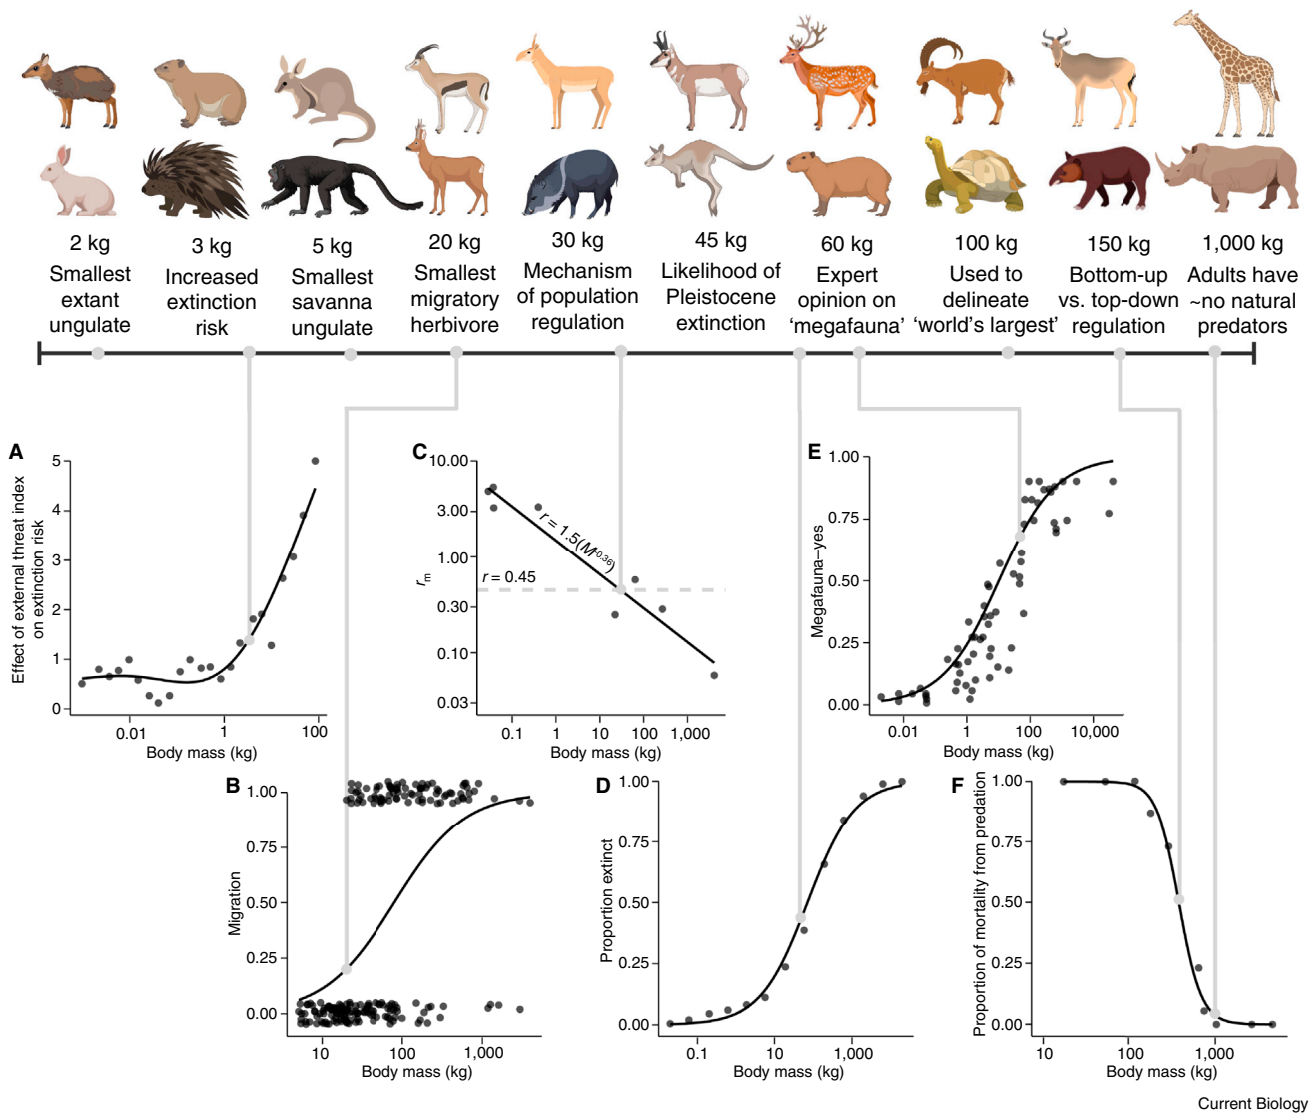 2 kg
Smallest
extant
ungulate
3 kg
Increased
extinction
risk
5 kg
Smallest
savanna
ungulate
20 kg
Smallest
migratory
herbivore
30 kg
Mechanism
of population
regulation
45 kg
Likelihood of
Pleistocene
extinction
60 kg
Expert
opinion on
‘megafauna’
100 kg
Used to
delineate
‘world’s largest’
150 kg
Bottom-up
vs. top-down
regulation
1,000 kg
Adults have
~no natural
predators
A
Effect of external threat index
on extinction risk
5
4
3
2
1
0
0.01
1
100
Body mass (kg)
C
r_m
10.00
3.00
1.00
0.30
0.10
0.03
r = 1.5(M^-0.36)
r = 0.45
0.1
1
10
100
1,000
Body mass (kg)
E
Megafauna–yes
1.00
0.75
0.50
0.25
0.00
0.01
1
100
10,000
Body mass (kg)
B
Migration
1.00
0.75
0.50
0.25
0.00
10
100
1,000
Body mass (kg)
D
Proportion extinct
1.00
0.75
0.50
0.25
0.00
0.1
10
1,000
Body mass (kg)
F
Proportion of mortality from predation
1.00
0.75
0.50
0.25
0.00
10
100
1,000
Body mass (kg)
Current Biology